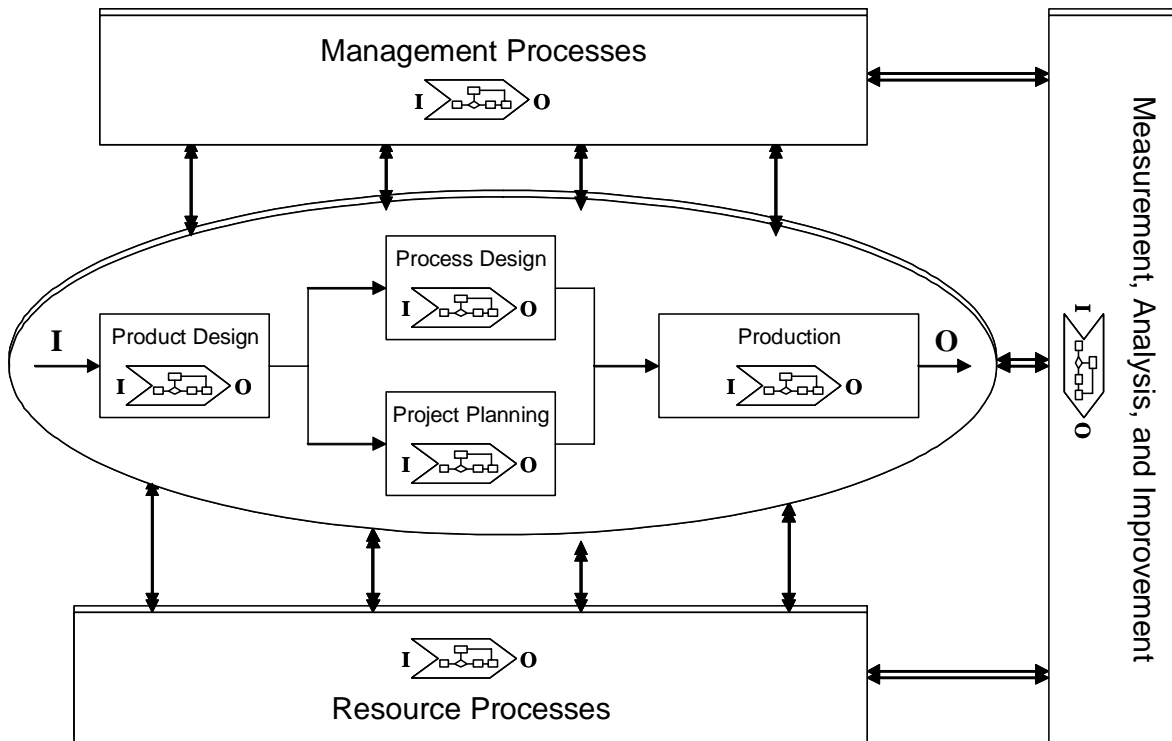 Management Processes
I O
Process Design
I O
I
Product Design
I O
Project Planning
I O
Production
I O
O
I O
Resource Processes
Measurement, Analysis, and Improvement
I O